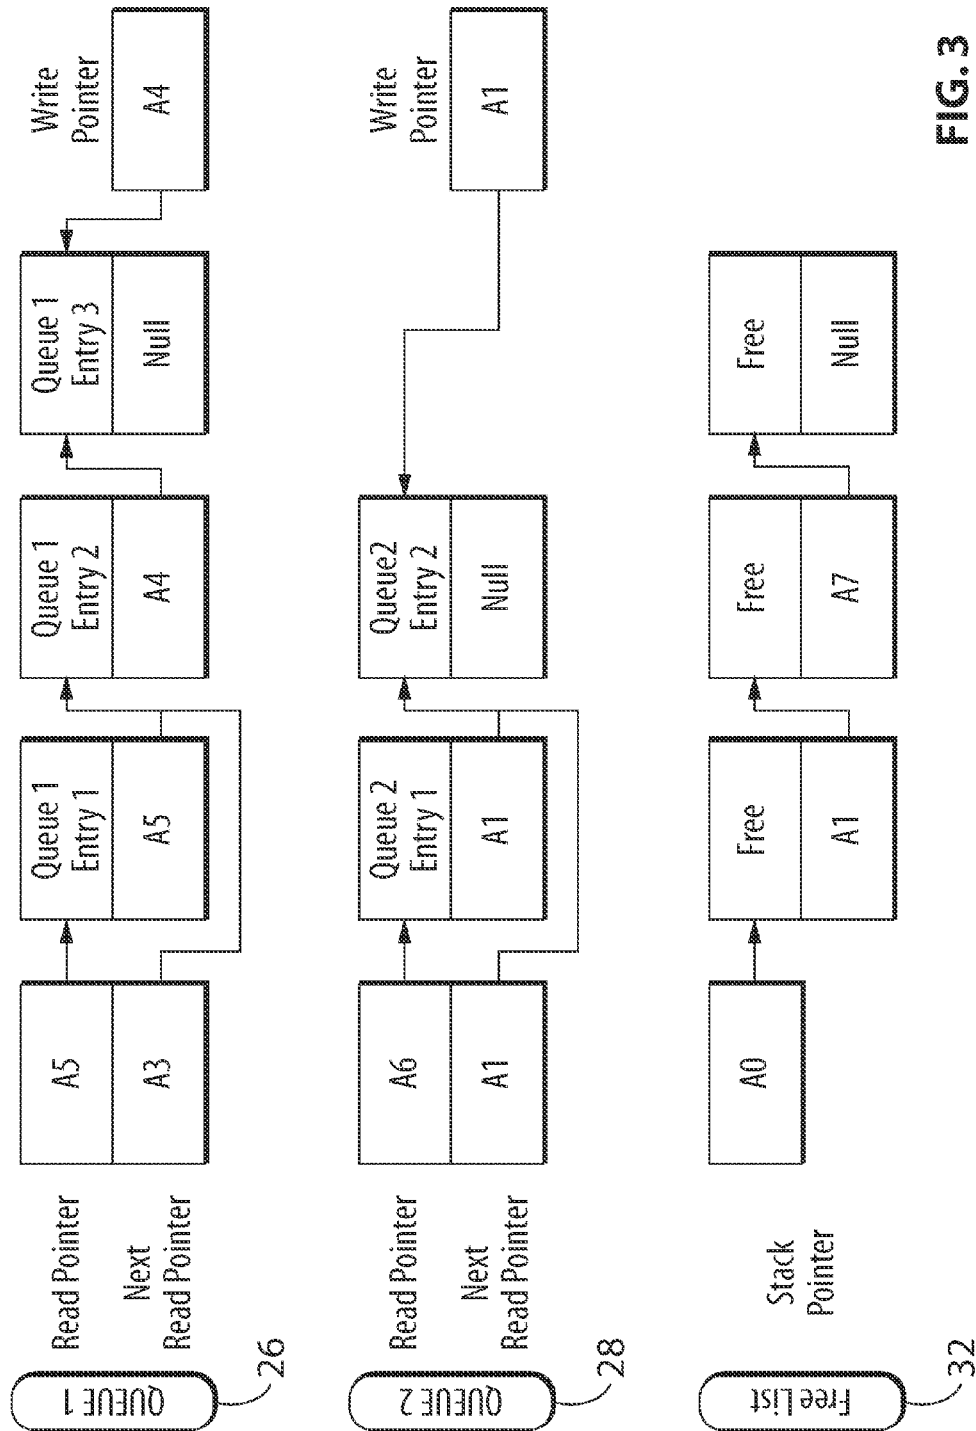 QUEUE 1
26
Read Pointer
Next
Read Pointer
A5
A3
Queue 1
Entry 1
A5
Queue 1
Entry 2
A4
Queue 1
Entry 3
Null
Write
Pointer
A4
QUEUE 2
28
Read Pointer
Next
Read Pointer
A6
A1
Queue 2
Entry 1
A1
Queue2
Entry 2
Null
Write
Pointer
A1
Free List
32
Stack
Pointer
A0
Free
A1
Free
A7
Free
Null
FIG. 3